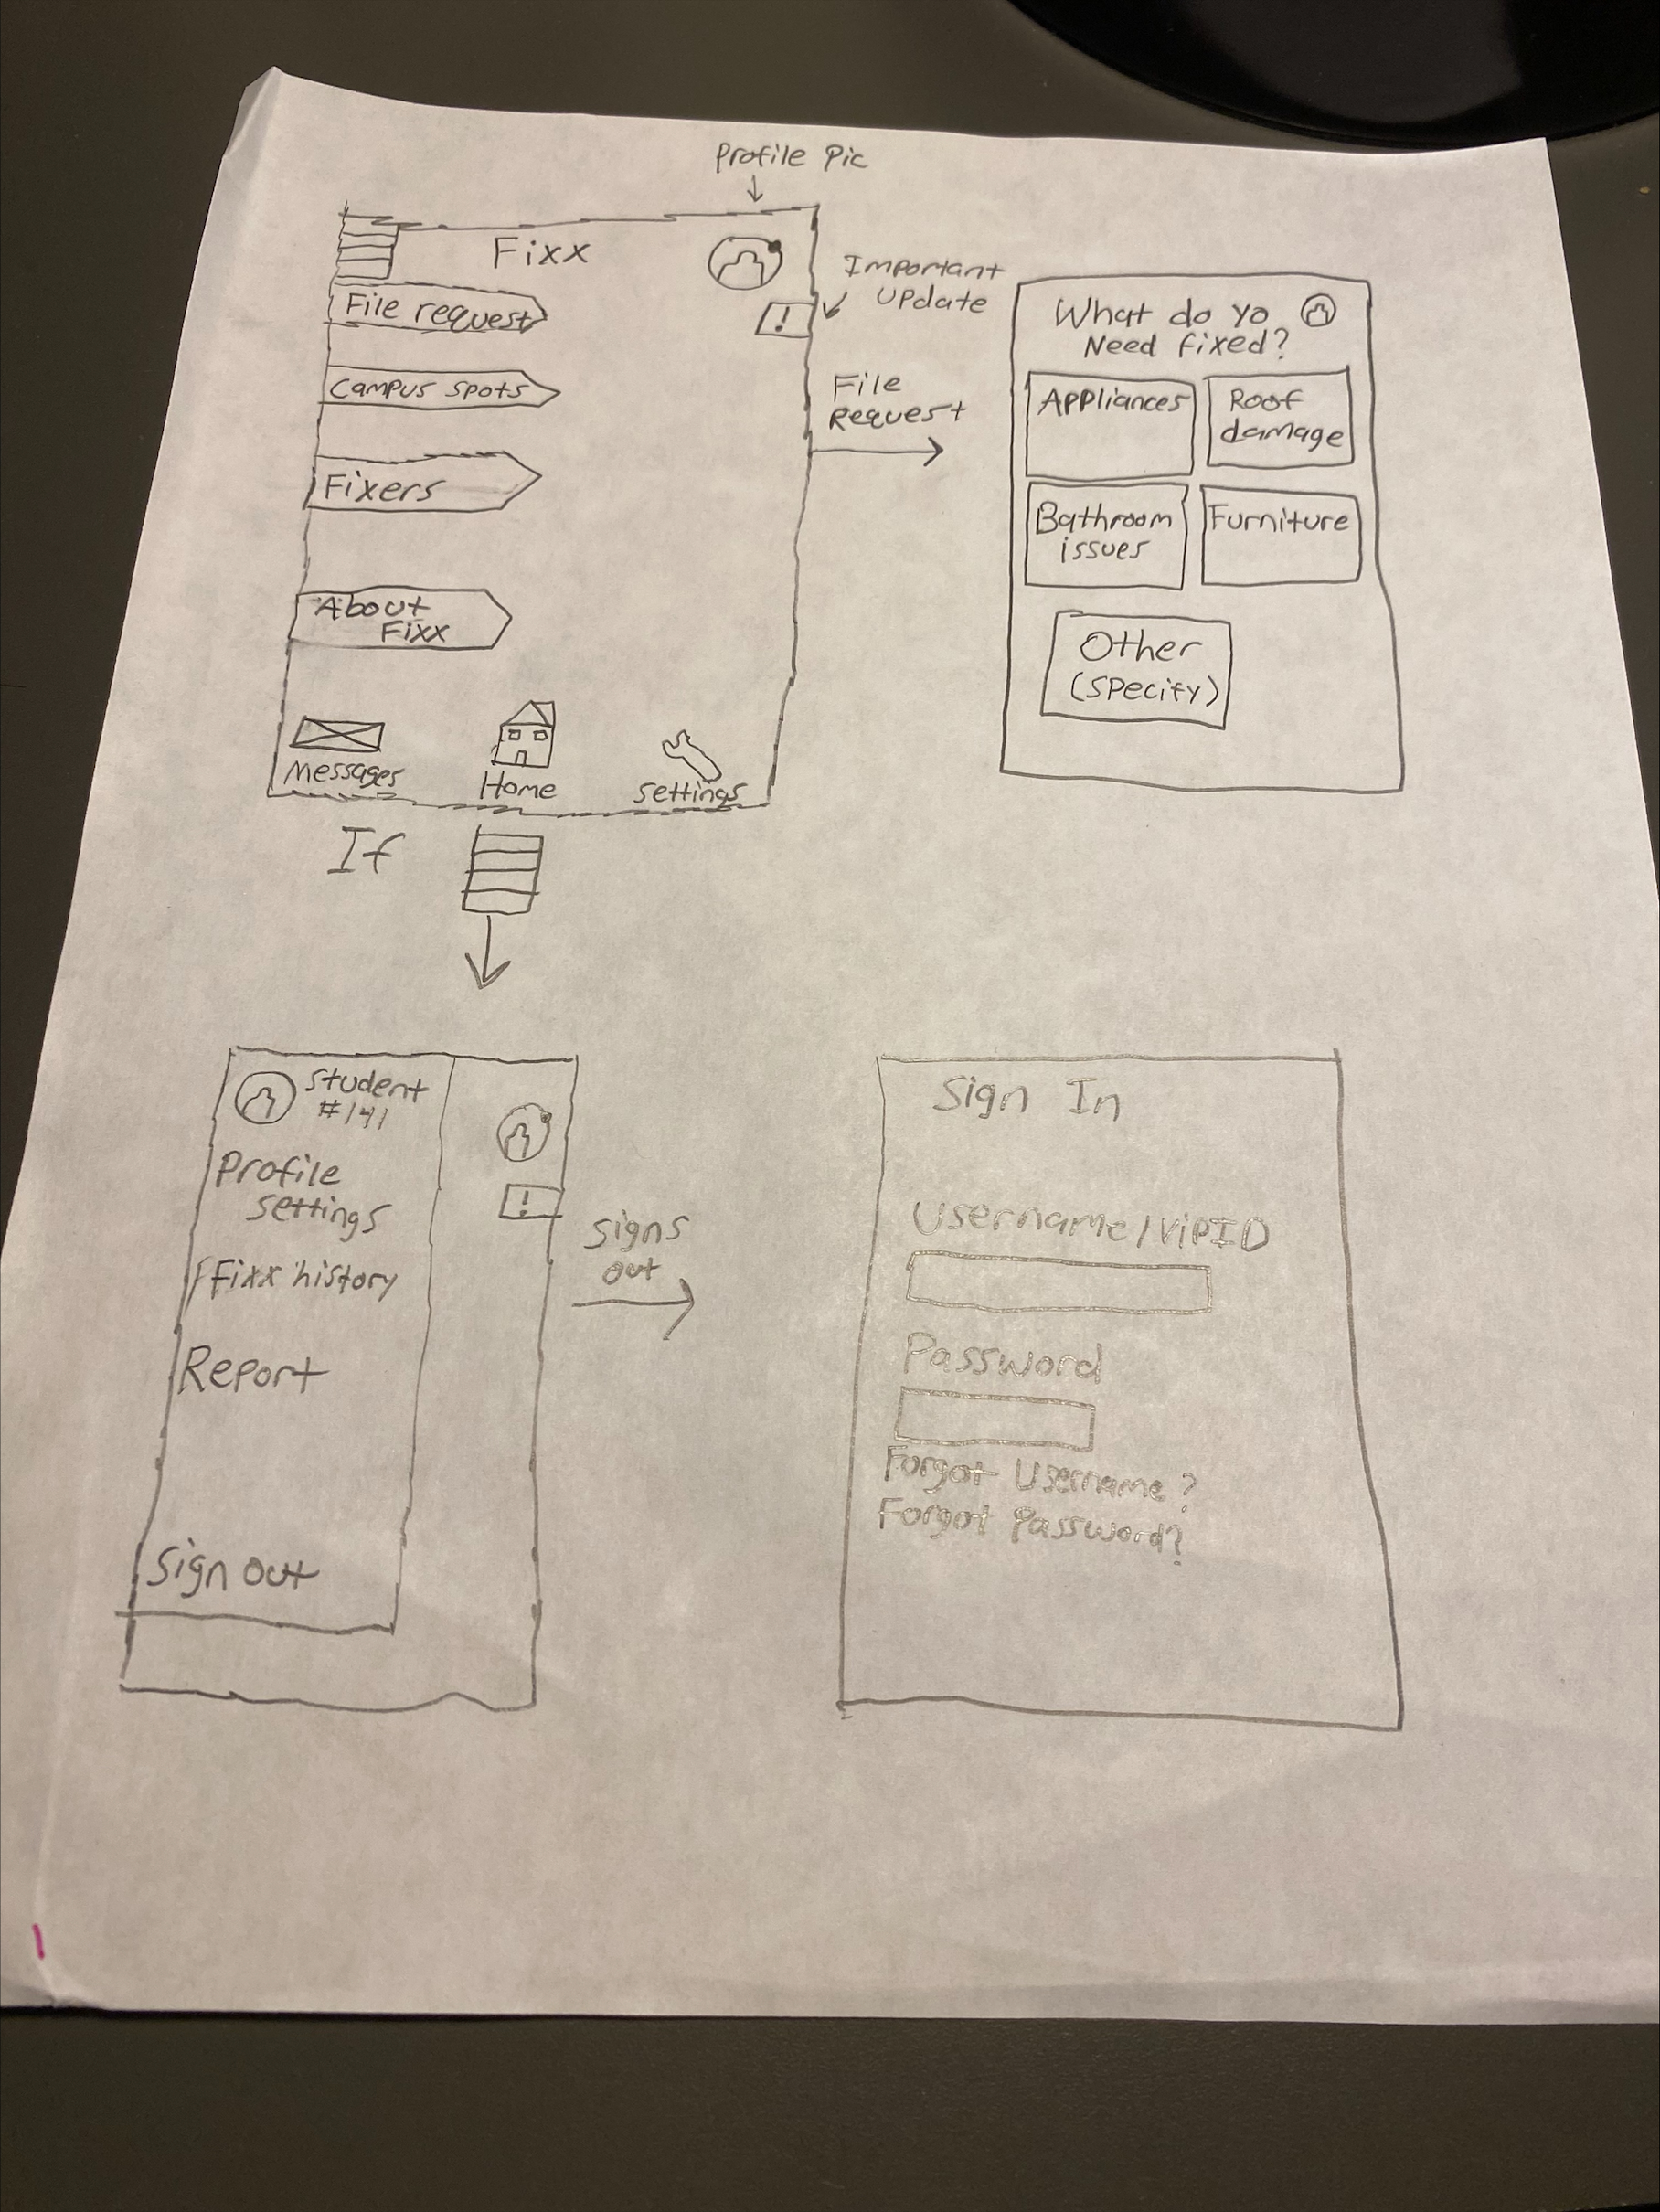 Profile Pic
Fixx
File request
Important
Update
!
Campus spots
File
Request
Fixers
About
Fixx
Messages
Home
settings
What do yo
Need fixed?
Appliances
Roof
damage
Bathroom
issues
Furniture
Other
(specify)
If
Student
#141
Profile
settings
Fixx history
Report
Sign out
!
Signs
out
Sign In
Username/VIPID
Password
Forgot Username?
Forgot Password?